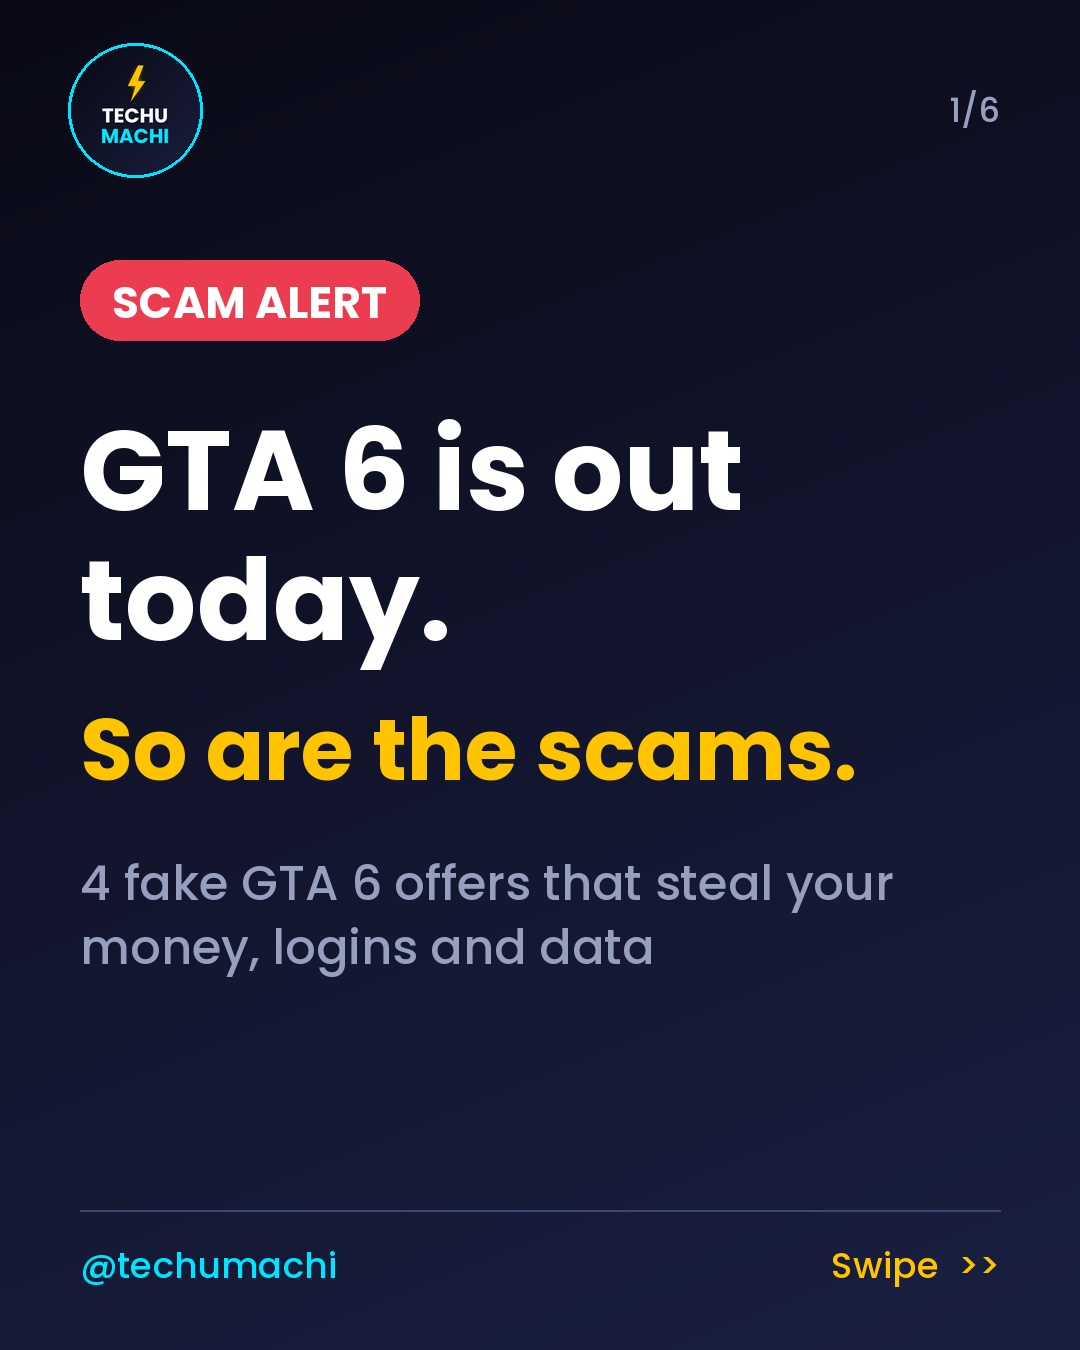 TECHU
MACHI
1/6
SCAM ALERT
GTA 6 is out
today.
So are the scams.
4 fake GTA 6 offers that steal your
money, logins and data
@techumachi
Swipe >>